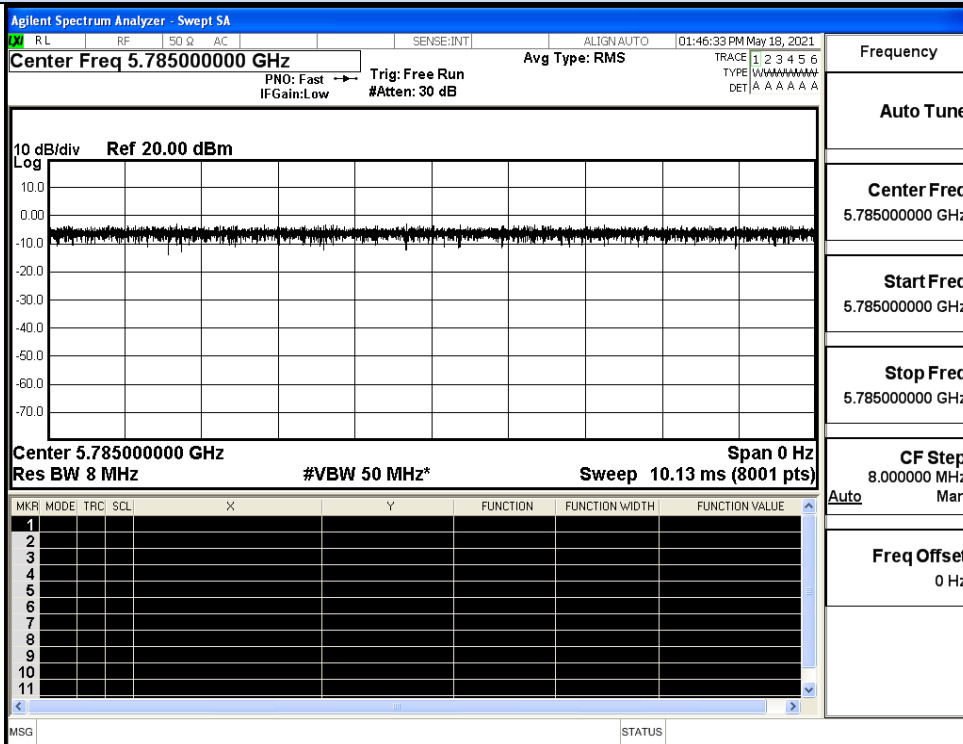 Agilent Spectrum Analyzer - Swept SA
LXI RL RF 50 Ω AC SENSE:INT ALIGN AUTO 01:46:33 PM May 18, 2021
Center Freq 5.785000000 GHz
PNO: Fast
IFGain:Low
Trig: Free Run
#Atten: 30 dB
Avg Type: RMS
TRACE 1 2 3 4 5 6
TYPE WWWWWW
DET A A A A A A
10 dB/div Ref 20.00 dBm
Log
10.0
0.00
-10.0
-20.0
-30.0
-40.0
-50.0
-60.0
-70.0
Center 5.785000000 GHz Span 0 Hz
Res BW 8 MHz #VBW 50 MHz* Sweep 10.13 ms (8001 pts)
MKR MODE TRC SCL X Y FUNCTION FUNCTION WIDTH FUNCTION VALUE
1
2
3
4
5
6
7
8
9
10
11
MSG STATUS
Frequency
Auto Tune
Center Freq
5.785000000 GHz
Start Freq
5.785000000 GHz
Stop Freq
5.785000000 GHz
CF Step
8.000000 MHz
Auto Man
Freq Offset
0 Hz